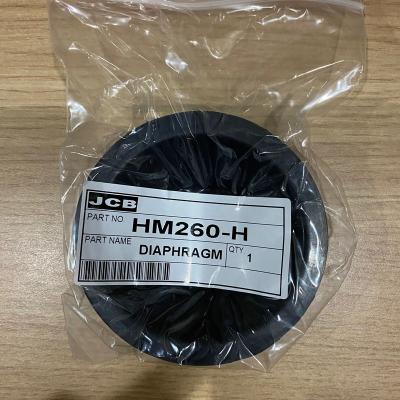 JCB
PART NO HM260-H
PART NAME DIAPHRAGM QTY 1